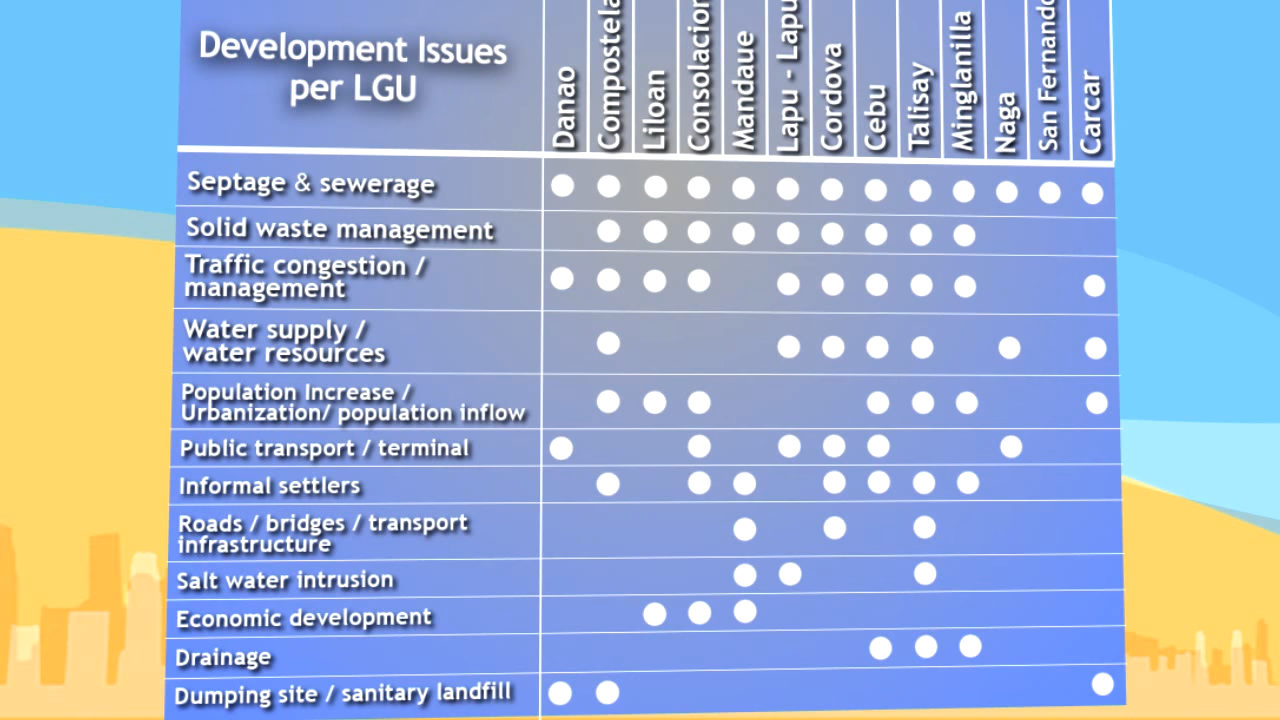 Development Issues
per LGU
Danao
Compostela
Liloan
Consolacion
Mandaue
Lapu - Lapu
Cordova
Cebu
Talisay
Minglanilla
Naga
San Fernando
Carcar
Septage & sewerage
Solid waste management
Traffic congestion /
management
Water supply /
water resources
Population Increase /
Urbanization/ population inflow
Public transport / terminal
Informal settlers
Roads / bridges / transport
infrastructure
Salt water intrusion
Economic development
Drainage
Dumping site / sanitary landfill